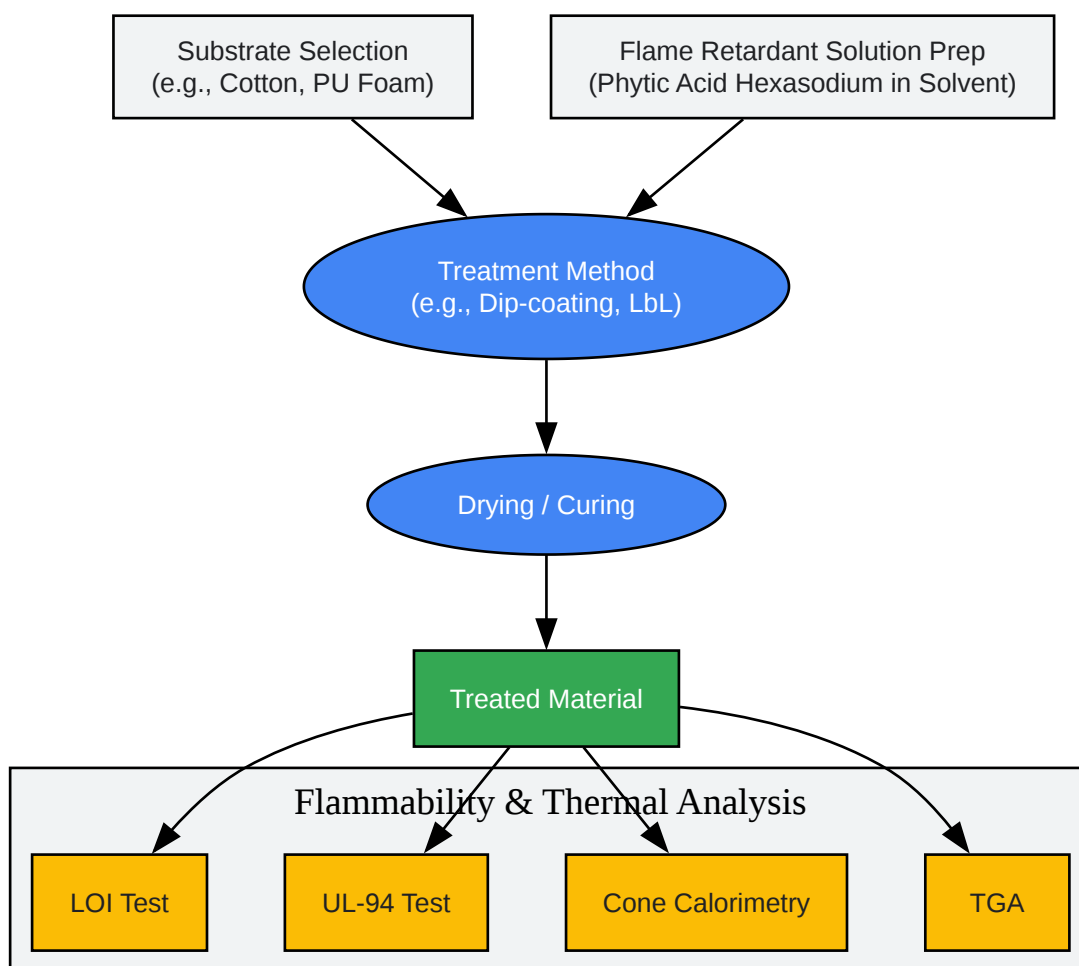 Substrate Selection
(e.g., Cotton, PU Foam)
Flame Retardant Solution Prep
(Phytic Acid Hexasodium in Solvent)
Treatment Method
(e.g., Dip-coating, LbL)
Drying / Curing
Treated Material
Flammability & Thermal Analysis
LOI Test
UL-94 Test
Cone Calorimetry
TGA